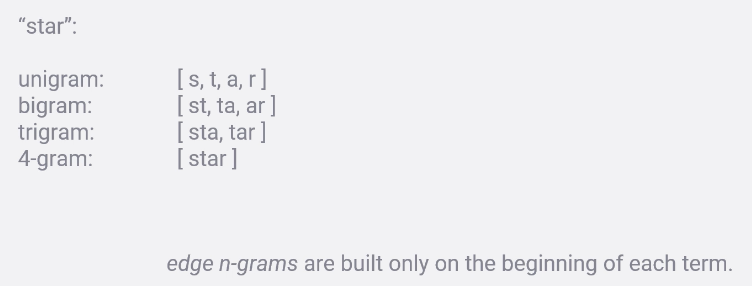 “star”:
unigram: [ s, t, a, r ]
bigram: [ st, ta, ar ]
trigram: [ sta, tar ]
4-gram: [ star ]
edge n-grams are built only on the beginning of each term.